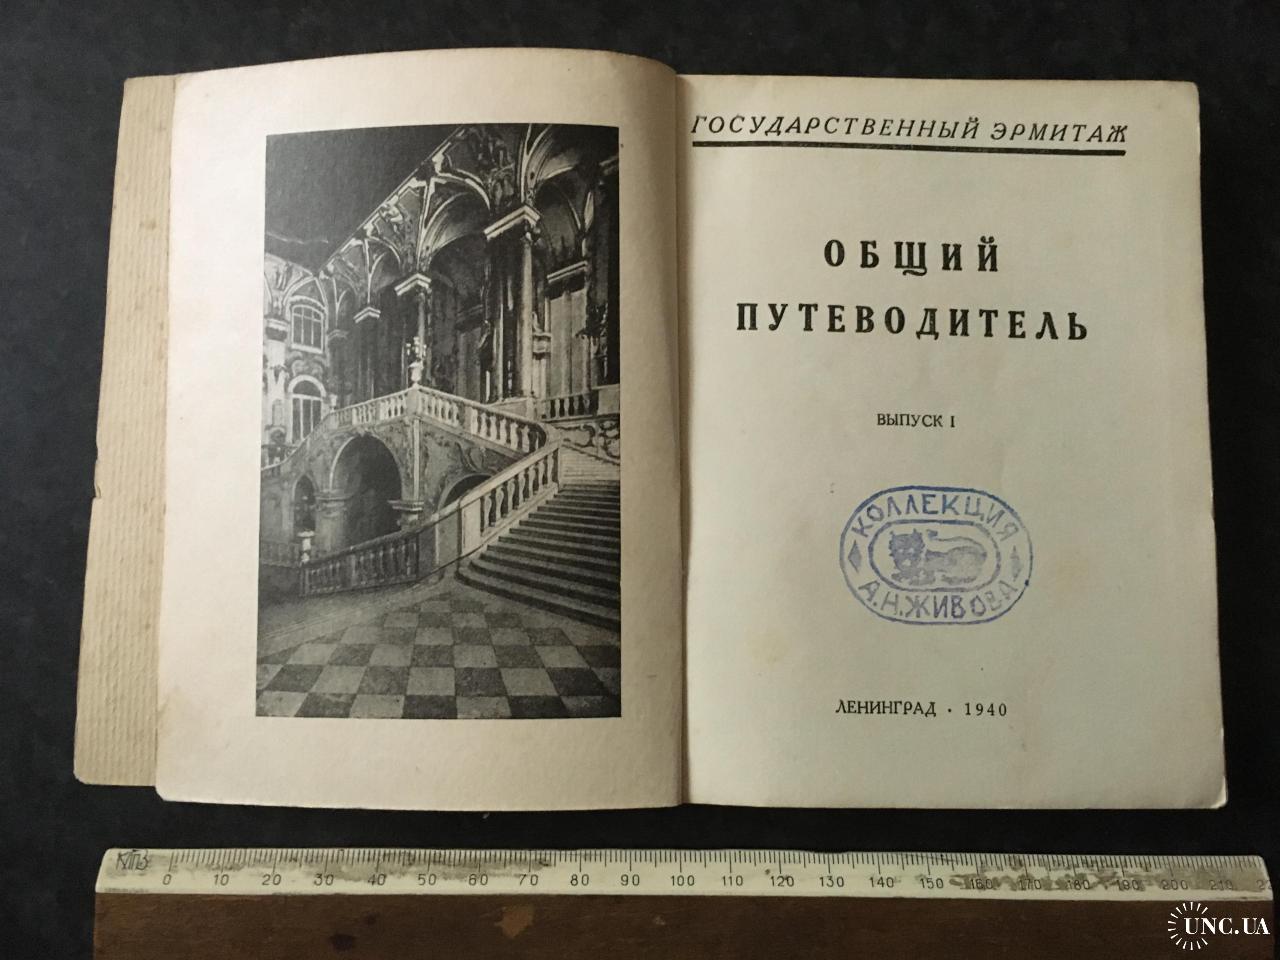 ГОСУДАРСТВЕННЫЙ ЭРМИТАЖ
ОБЩИЙ
ПУТЕВОДИТЕЛЬ
ВЫПУСК I
КОЛЛЕКЦИЯ
А.Н.ЖИВОВА
ЛЕНИНГРАД · 1940
0 10 20 30 40 50 60 70 80 90 100 110 120 130 140 150 160 170 180 190 200 210
UNC.UA